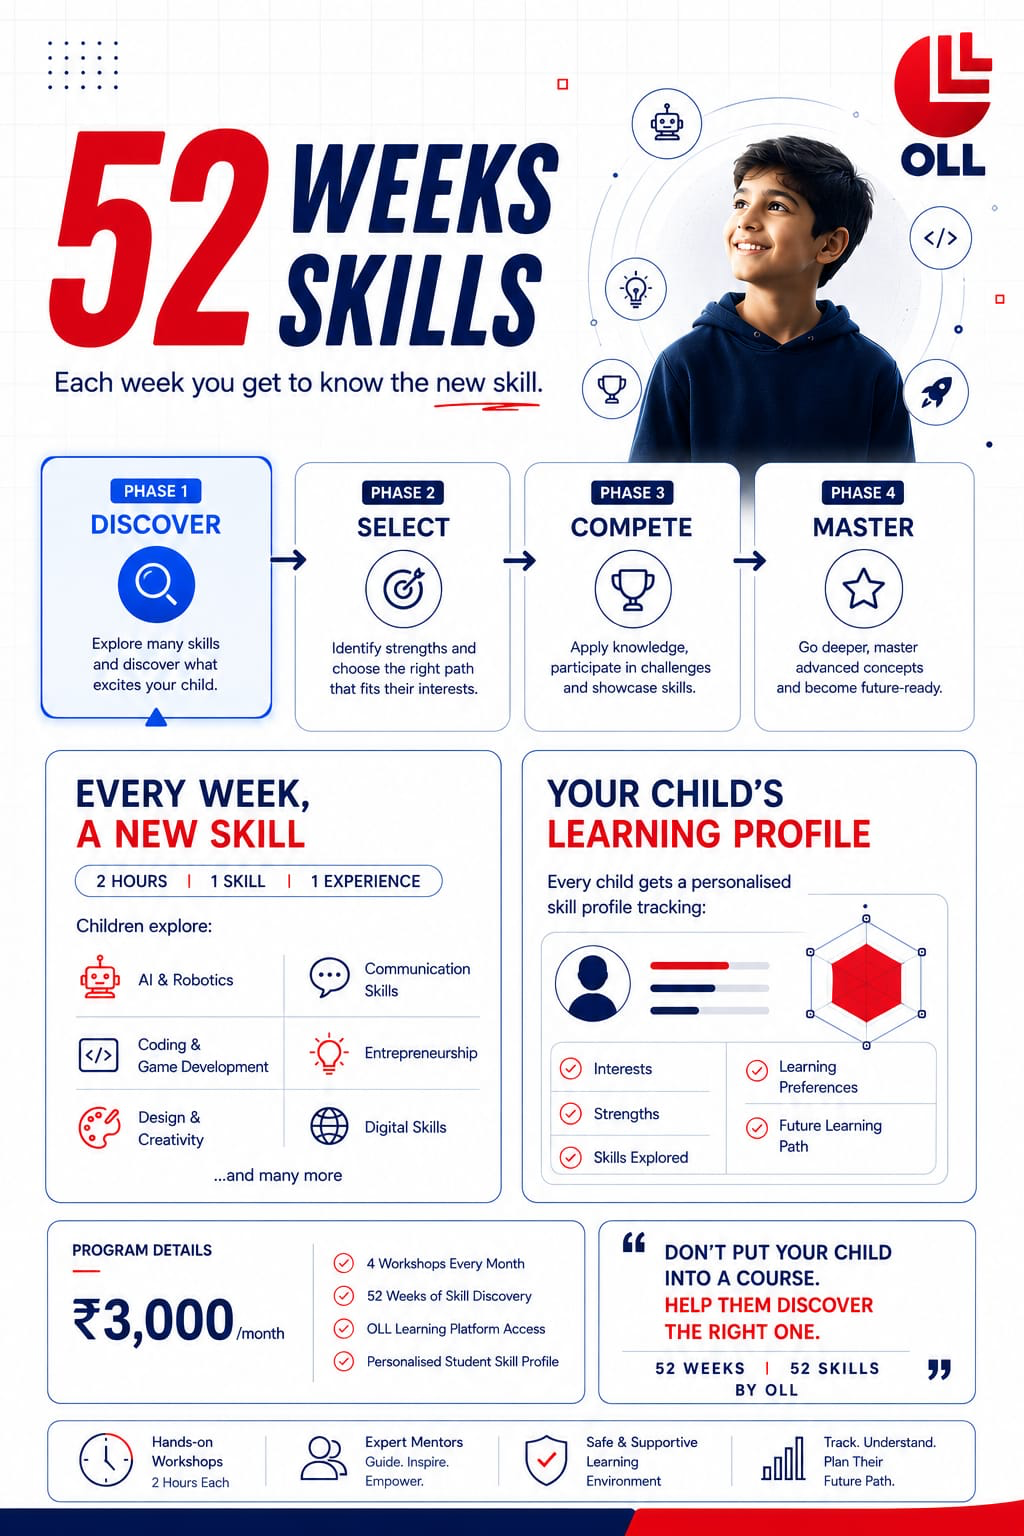 OLL
52 WEEKS
SKILLS
Each week you get to know the new skill.
PHASE 1
DISCOVER
Explore many skills
and discover what
excites your child.
PHASE 2
SELECT
Identify strengths and
choose the right path
that fits their interests.
PHASE 3
COMPETE
Apply knowledge,
participate in challenges
and showcase skills.
PHASE 4
MASTER
Go deeper, master
advanced concepts
and become future-ready.
EVERY WEEK,
A NEW SKILL
2 HOURS | 1 SKILL | 1 EXPERIENCE
Children explore:
AI & Robotics
Communication
Skills
Coding &
Game Development
Entrepreneurship
Design &
Creativity
Digital Skills
...and many more
YOUR CHILD'S
LEARNING PROFILE
Every child gets a personalised
skill profile tracking:
Interests
Strengths
Skills Explored
Learning
Preferences
Future Learning
Path
PROGRAM DETAILS
₹3,000/month
4 Workshops Every Month
52 Weeks of Skill Discovery
OLL Learning Platform Access
Personalised Student Skill Profile
“ DON'T PUT YOUR CHILD
INTO A COURSE.
HELP THEM DISCOVER
THE RIGHT ONE.
52 WEEKS | 52 SKILLS
BY OLL ”
Hands-on
Workshops
2 Hours Each
Expert Mentors
Guide. Inspire.
Empower.
Safe & Supportive
Learning
Environment
Track. Understand.
Plan Their
Future Path.